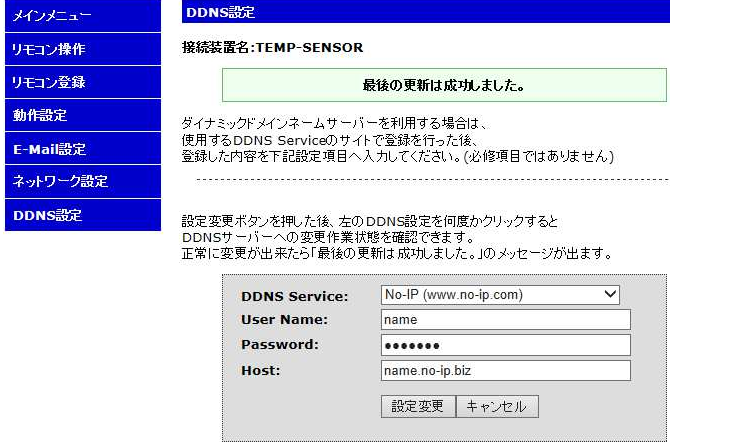 メインメニュー
リモコン操作
リモコン登録
動作設定
E-Mail設定
ネットワーク設定
DDNS設定
DDNS設定
接続装置名:TEMP-SENSOR
最後の更新は成功しました。
ダイナミックドメインネームサーバーを利用する場合は、
使用するDDNS Serviceのサイトで登録を行った後、
登録した内容を下記設定項目へ入力してください。(必修項目ではありません)
設定変更ボタンを押した後、左のDDNS設定を何度かクリックすると
DDNSサーバーへの変更作業状態を確認できます。
正常に変更が出来たら「最後の更新は成功しました。」のメッセージが出ます。
DDNS Service: No-IP (www.no-ip.com)
User Name: name
Password: ●●●●●●●
Host: name.no-ip.biz
設定変更 キャンセル